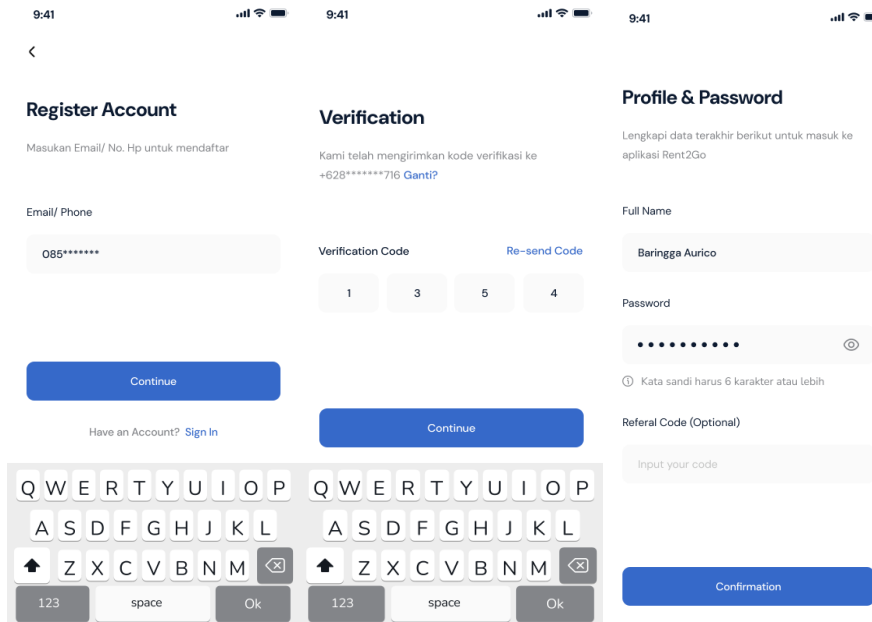 9:41
Register Account
Masukan Email/ No. Hp untuk mendaftar
Email/ Phone
085*******
Continue
Have an Account? Sign In
Q W E R T Y U I O P
A S D F G H J K L
Z X C V B N M
123 space Ok
9:41
Verification
Kami telah mengirimkan kode verifikasi ke
+628*******716 Ganti?
Verification Code Re-send Code
1 3 5 4
Continue
Q W E R T Y U I O P
A S D F G H J K L
Z X C V B N M
123 space Ok
9:41
Profile & Password
Lengkapi data terakhir berikut untuk masuk ke
aplikasi Rent2Go
Full Name
Baringga Aurico
Password
Kata sandi harus 6 karakter atau lebih
Referal Code (Optional)
Input your code
Confirmation